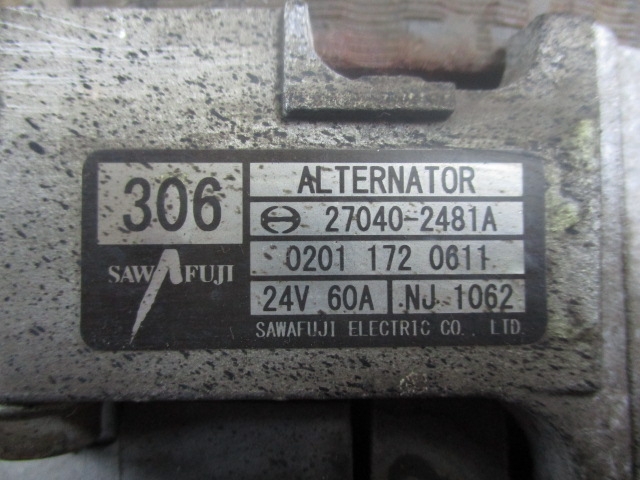 306
SAWAFUJI
ALTERNATOR
27040-2481A
0201 172 0611
24V 60A NJ 1062
SAWAFUJI ELECTRIC CO., LTD.